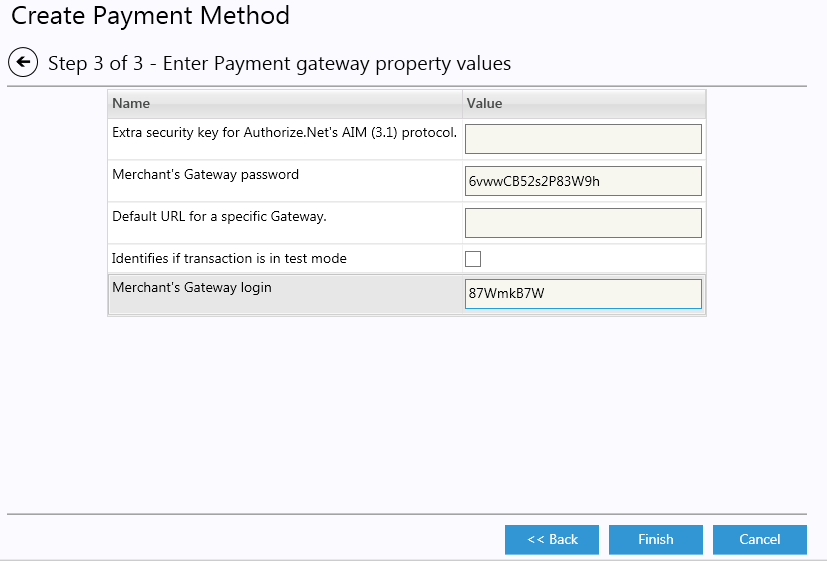 Create Payment Method
Step 3 of 3 - Enter Payment gateway property values
Name Value
Extra security key for Authorize.Net's AIM (3.1) protocol.
Merchant's Gateway password 6vwwCB52s2P83W9h
Default URL for a specific Gateway.
Identifies if transaction is in test mode
Merchant's Gateway login 87WmkB7W
<< Back Finish Cancel